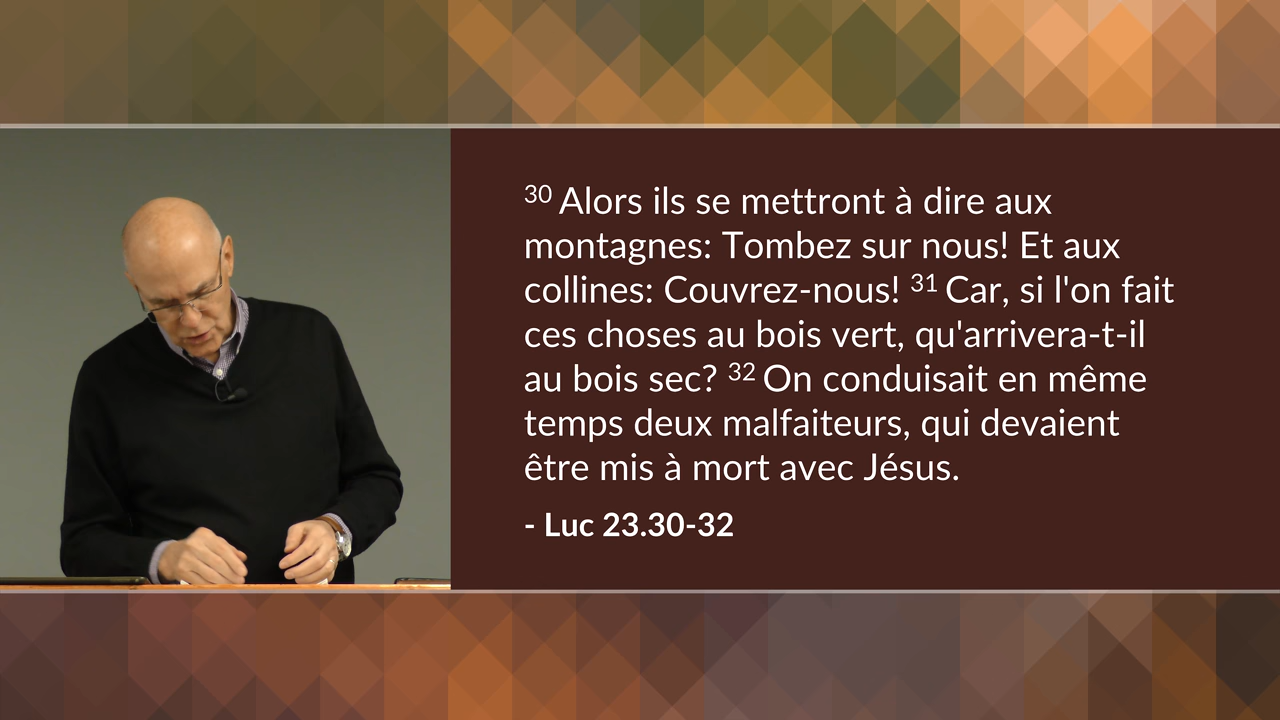 30 Alors ils se mettront à dire aux
montagnes: Tombez sur nous! Et aux
collines: Couvrez-nous! 31 Car, si l'on fait
ces choses au bois vert, qu'arrivera-t-il
au bois sec? 32 On conduisait en même
temps deux malfaiteurs, qui devaient
être mis à mort avec Jésus.
- Luc 23.30-32